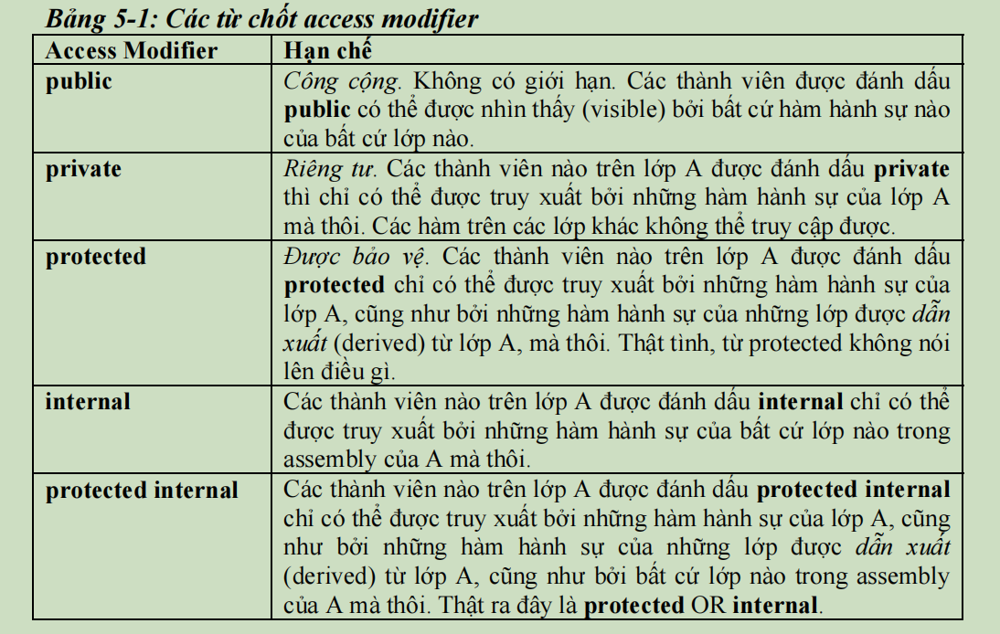 Bảng 5-1: Các từ chốt access modifier
Access Modifier Hạn chế
public Công cộng. Không có giới hạn. Các thành viên được đánh dấu
public có thể được nhìn thấy (visible) bởi bất cứ hàm hành sự nào
của bất cứ lớp nào.
private Riêng tư. Các thành viên nào trên lớp A được đánh dấu private
thì chỉ có thể được truy xuất bởi những hàm hành sự của lớp A
mà thôi. Các hàm trên các lớp khác không thể truy cập được.
protected Được bảo vệ. Các thành viên nào trên lớp A được đánh dấu
protected chỉ có thể được truy xuất bởi những hàm hành sự của
lớp A, cũng như bởi những hàm hành sự của những lớp được dẫn
xuất (derived) từ lớp A, mà thôi. Thật tình, từ protected không nói
lên điều gì.
internal Các thành viên nào trên lớp A được đánh dấu internal chỉ có thể
được truy xuất bởi những hàm hành sự của bất cứ lớp nào trong
assembly của A mà thôi.
protected internal Các thành viên nào trên lớp A được đánh dấu protected internal
chỉ có thể được truy xuất bởi những hàm hành sự của lớp A, cũng
như bởi những hàm hành sự của những lớp được dẫn xuất
(derived) từ lớp A, cũng như bởi bất cứ lớp nào trong assembly
của A mà thôi. Thật ra đây là protected OR internal.